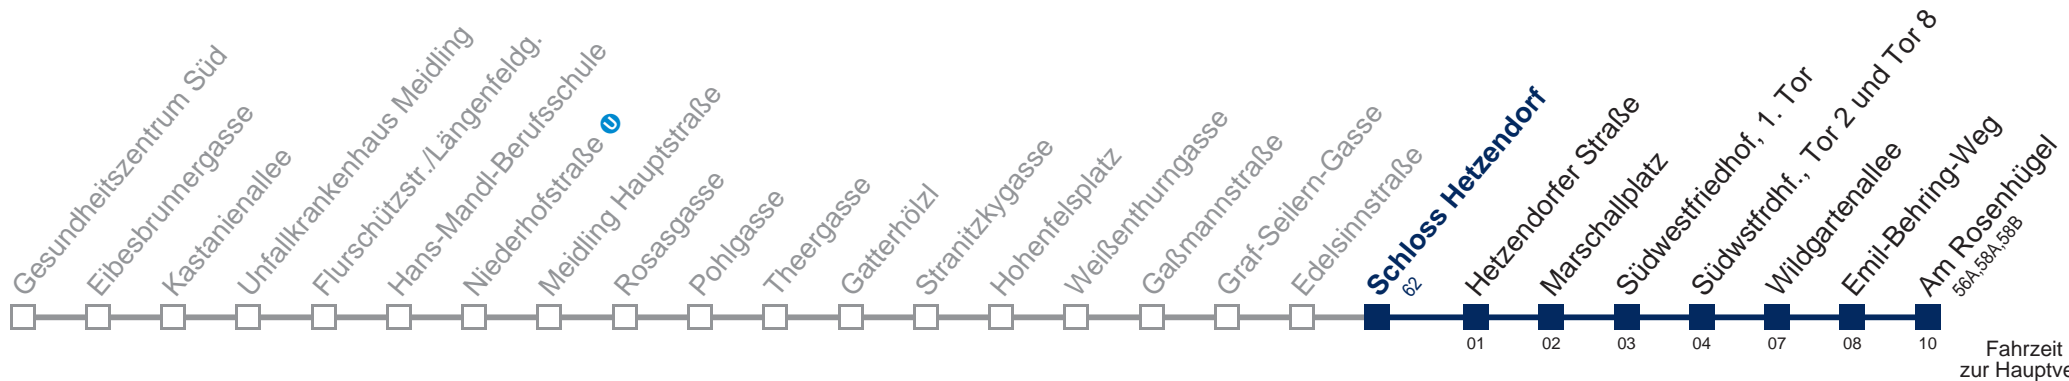 Gesundheitszentrum Süd
Eibesbrunnergasse
Kastanienallee
Unfallkrankenhaus Meidling
Flurschützstr./Längenfeldg.
Hans-Mandl-Berufsschule
Niederhofstraße U
Meidling Hauptstraße
Rosasgasse
Pohlgasse
Theergasse
Gatterhölzl
Stranitzkygasse
Hohenfelsplatz
Weißenthurngasse
Gaßmannstraße
Graf-Seilern-Gasse
Edelsinnstraße
Schloss Hetzendorf
62
Hetzendorfer Straße
Marschallplatz
Südwestfriedhof, 1. Tor
Südwstfrdhf., Tor 2 und Tor 8
Wildgartenallee
Emil-Behring-Weg
Am Rosenhügel
56A,58A,58B
01 02 03 04 07 08 10
Fahrzeit
zur Hauptve